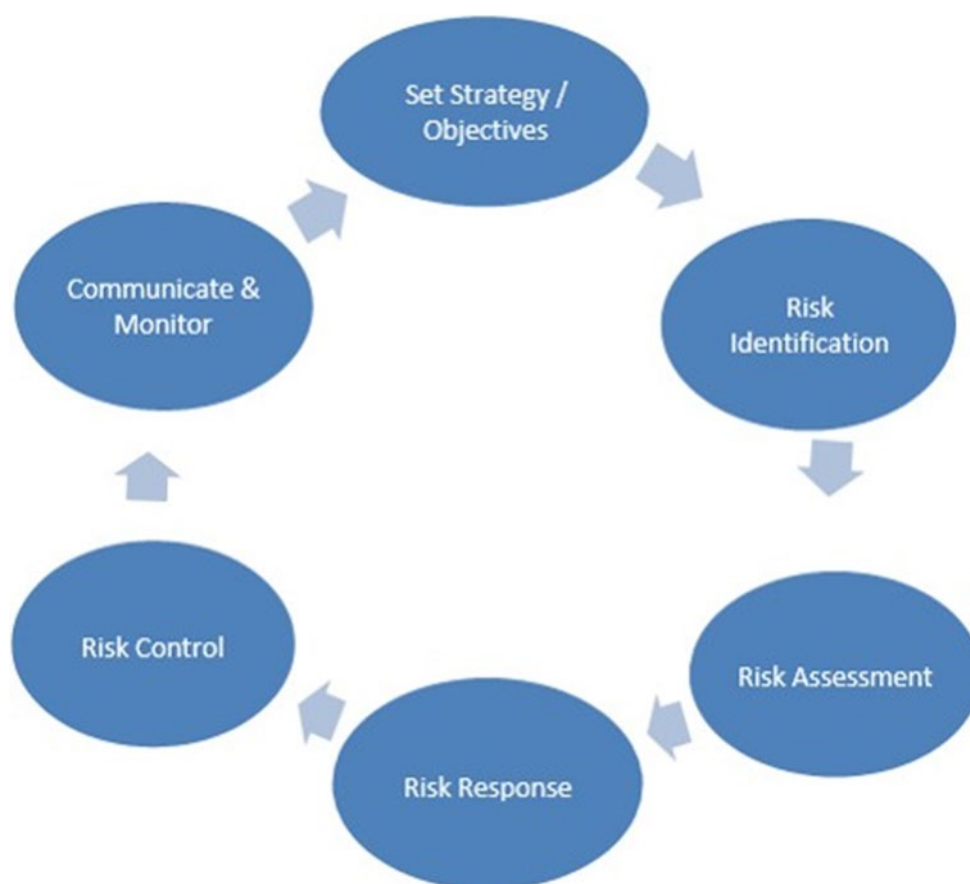 Set Strategy /
Objectives
Risk
Identification
Risk Assessment
Risk Response
Risk Control
Communicate &
Monitor